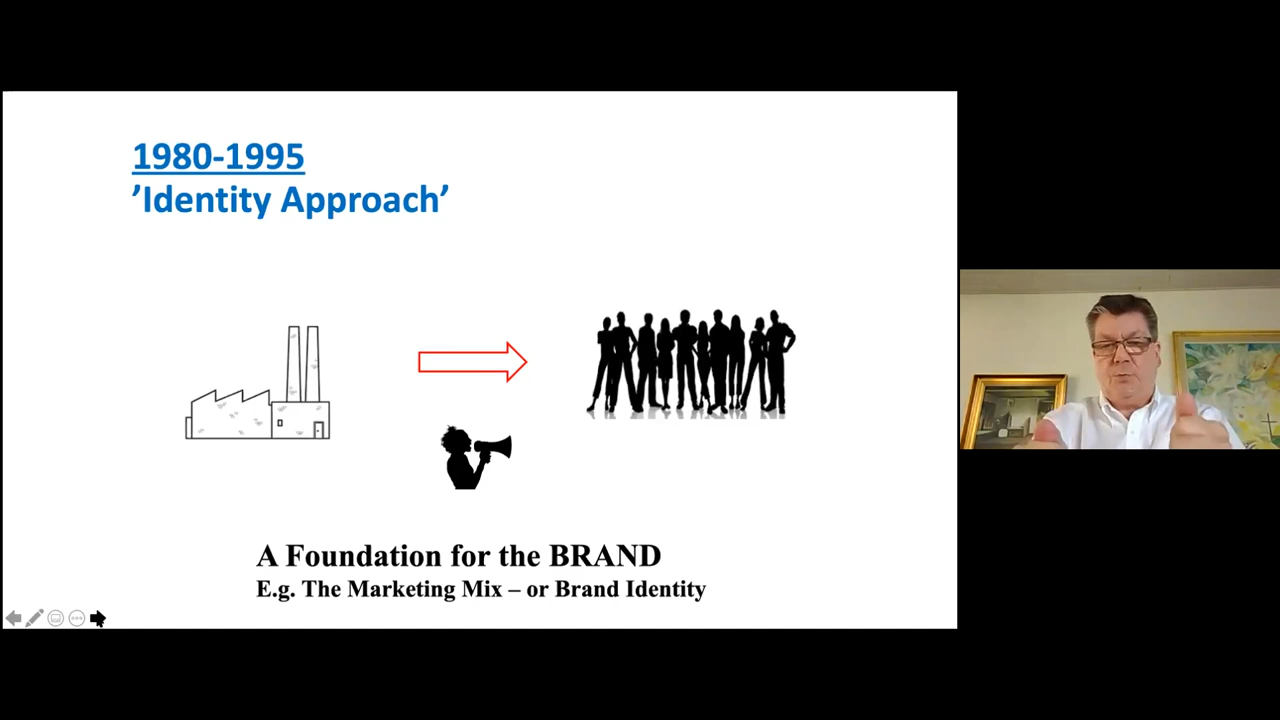 1980-1995
’Identity Approach’
A Foundation for the BRAND
E.g. The Marketing Mix – or Brand Identity